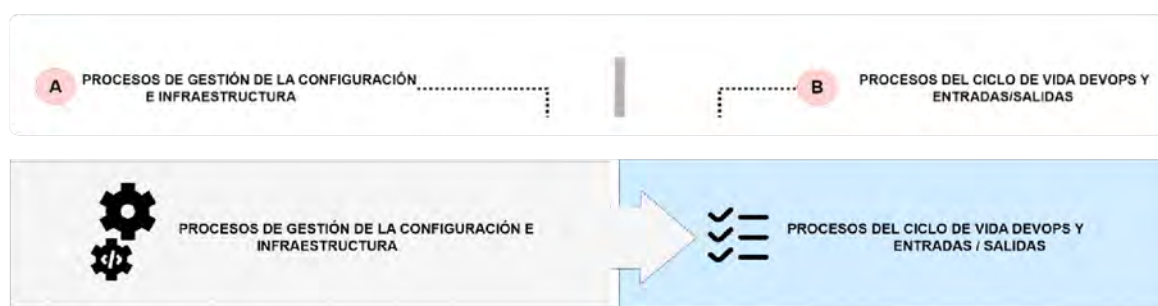 A
PROCESOS DE GESTIÓN DE LA CONFIGURACIÓN
E INFRAESTRUCTURA
B
PROCESOS DEL CICLO DE VIDA DEVOPS Y
ENTRADAS/SALIDAS
</>
PROCESOS DE GESTIÓN DE LA CONFIGURACIÓN E
INFRAESTRUCTURA
PROCESOS DEL CICLO DE VIDA DEVOPS Y
ENTRADAS / SALIDAS